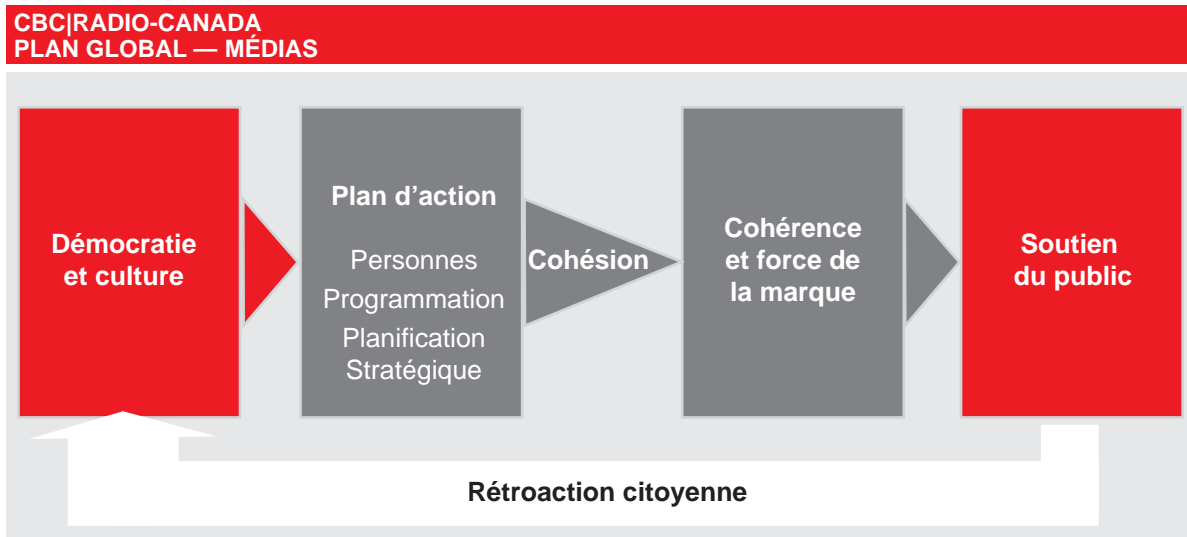 CBC|RADIO-CANADA
PLAN GLOBAL — MÉDIAS
Démocratie
et culture
Plan d’action
Personnes
Programmation
Planification
Stratégique
Cohésion
Cohérence
et force de
la marque
Soutien
du public
Rétroaction citoyenne